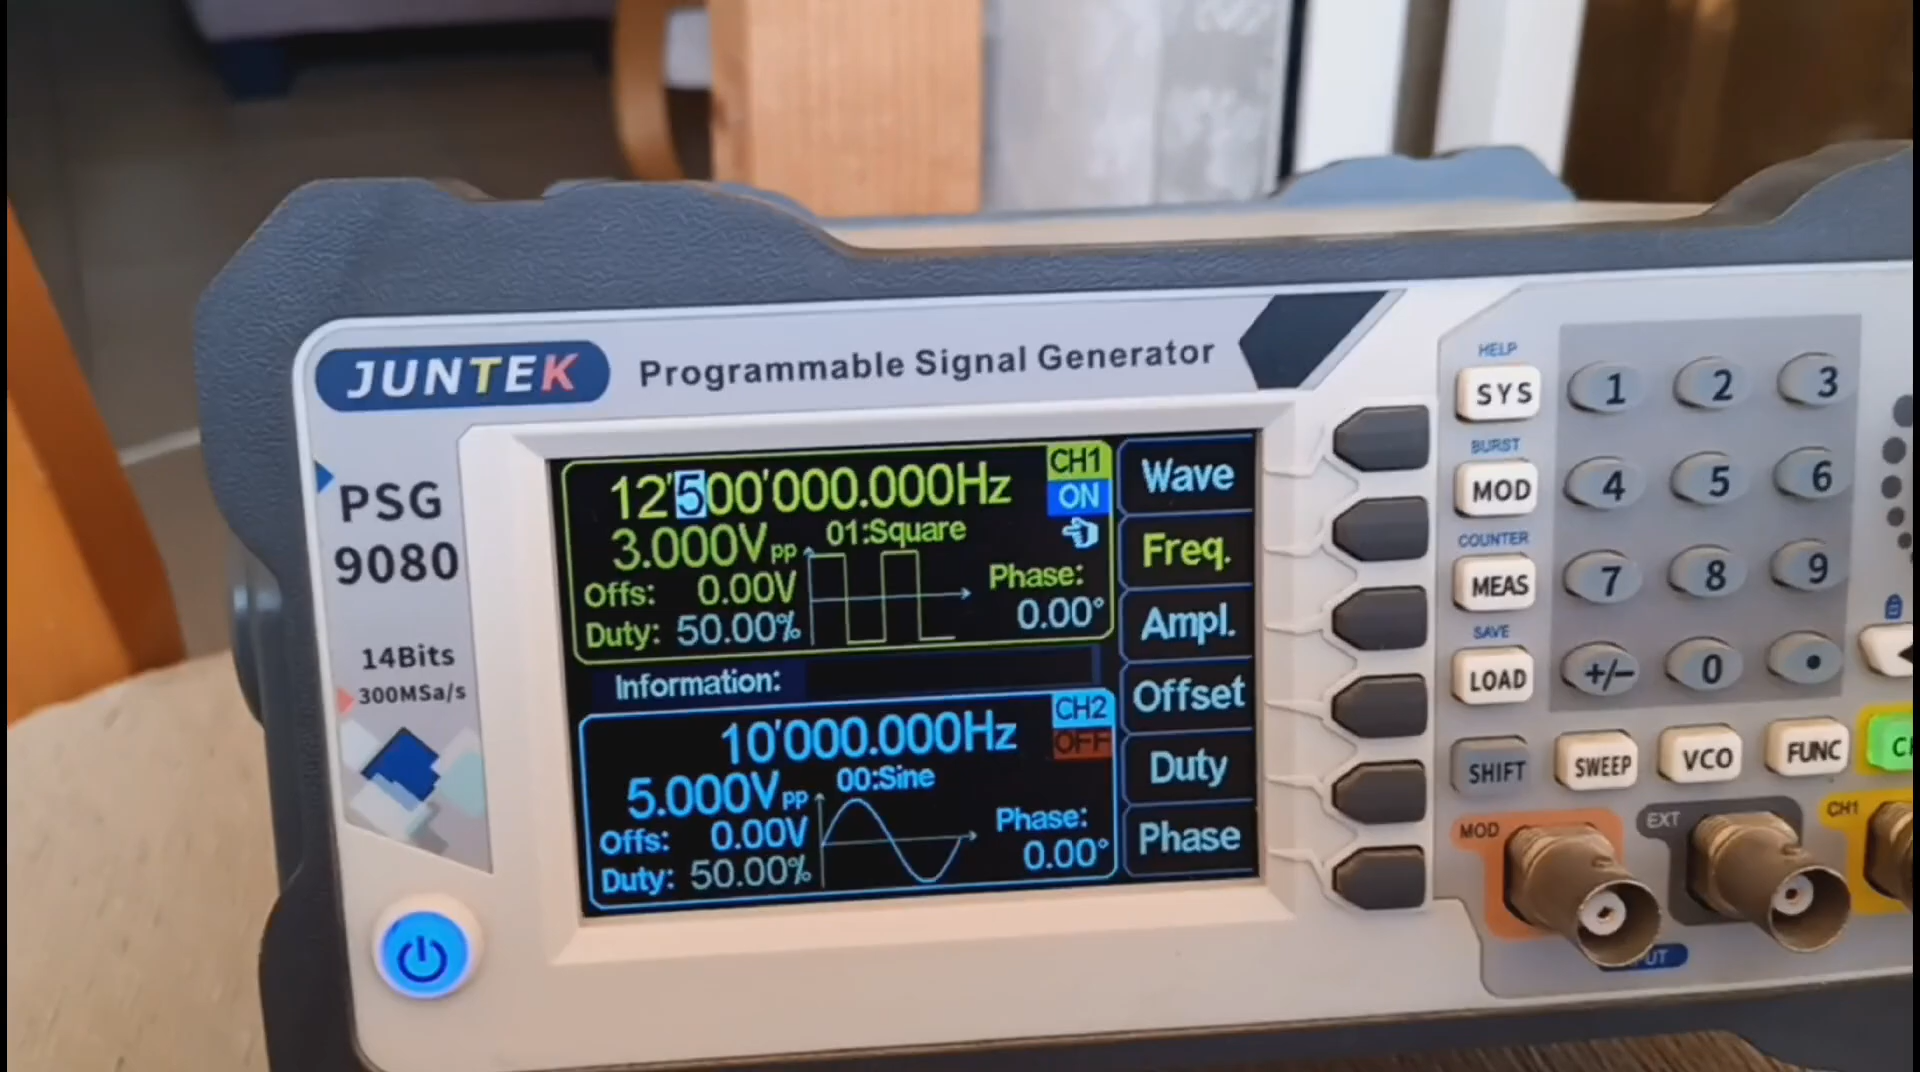 JUNTEK
Programmable Signal Generator
PSG
9080
14Bits
300MSa/s
12'500'000.000Hz
CH1
ON
3.000Vpp
01:Square
Offs: 0.00V
Phase:
0.00°
Duty: 50.00%
Information:
10'000.000Hz
CH2
OFF
5.000Vpp
00:Sine
Offs: 0.00V
Phase:
0.00°
Duty: 50.00%
Wave
Freq.
Ampl.
Offset
Duty
Phase
HELP
SYS
BURST
MOD
COUNTER
MEAS
SAVE
LOAD
1 2 3
4 5 6
7 8 9
+/- 0 •
SHIFT
SWEEP
VCO
FUNC
MOD
EXT
CH1